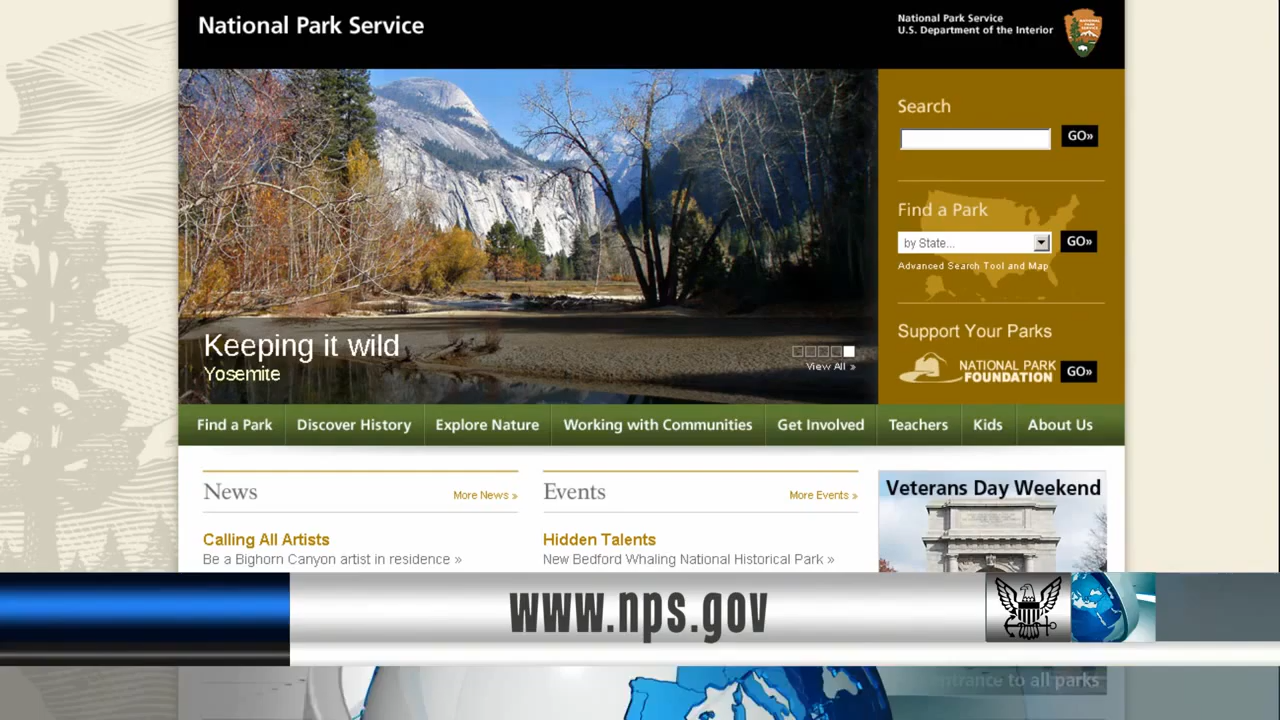 National Park Service
National Park Service
U.S. Department of the Interior
Search
GO»
Find a Park
by State...
GO»
Advanced Search Tool and Map
Support Your Parks
NATIONAL PARK
FOUNDATION
GO»
Keeping it wild
Yosemite
View All »
Find a Park
Discover History
Explore Nature
Working with Communities
Get Involved
Teachers
Kids
About Us
News
More News »
Events
More Events »
Veterans Day Weekend
Calling All Artists
Be a Bighorn Canyon artist in residence »
Hidden Talents
New Bedford Whaling National Historical Park »
www.nps.gov
entrance to all parks